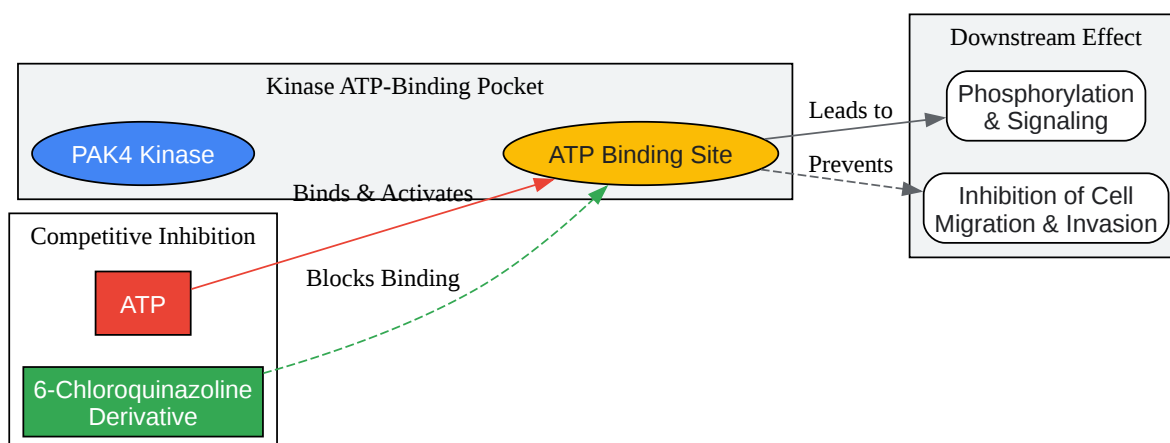 Downstream Effect
Kinase ATP-Binding Pocket
PAK4 Kinase
ATP Binding Site
Leads to
Phosphorylation
& Signaling
Prevents
Inhibition of Cell
Migration & Invasion
Binds & Activates
Competitive Inhibition
ATP
Blocks Binding
6-Chloroquinazoline
Derivative